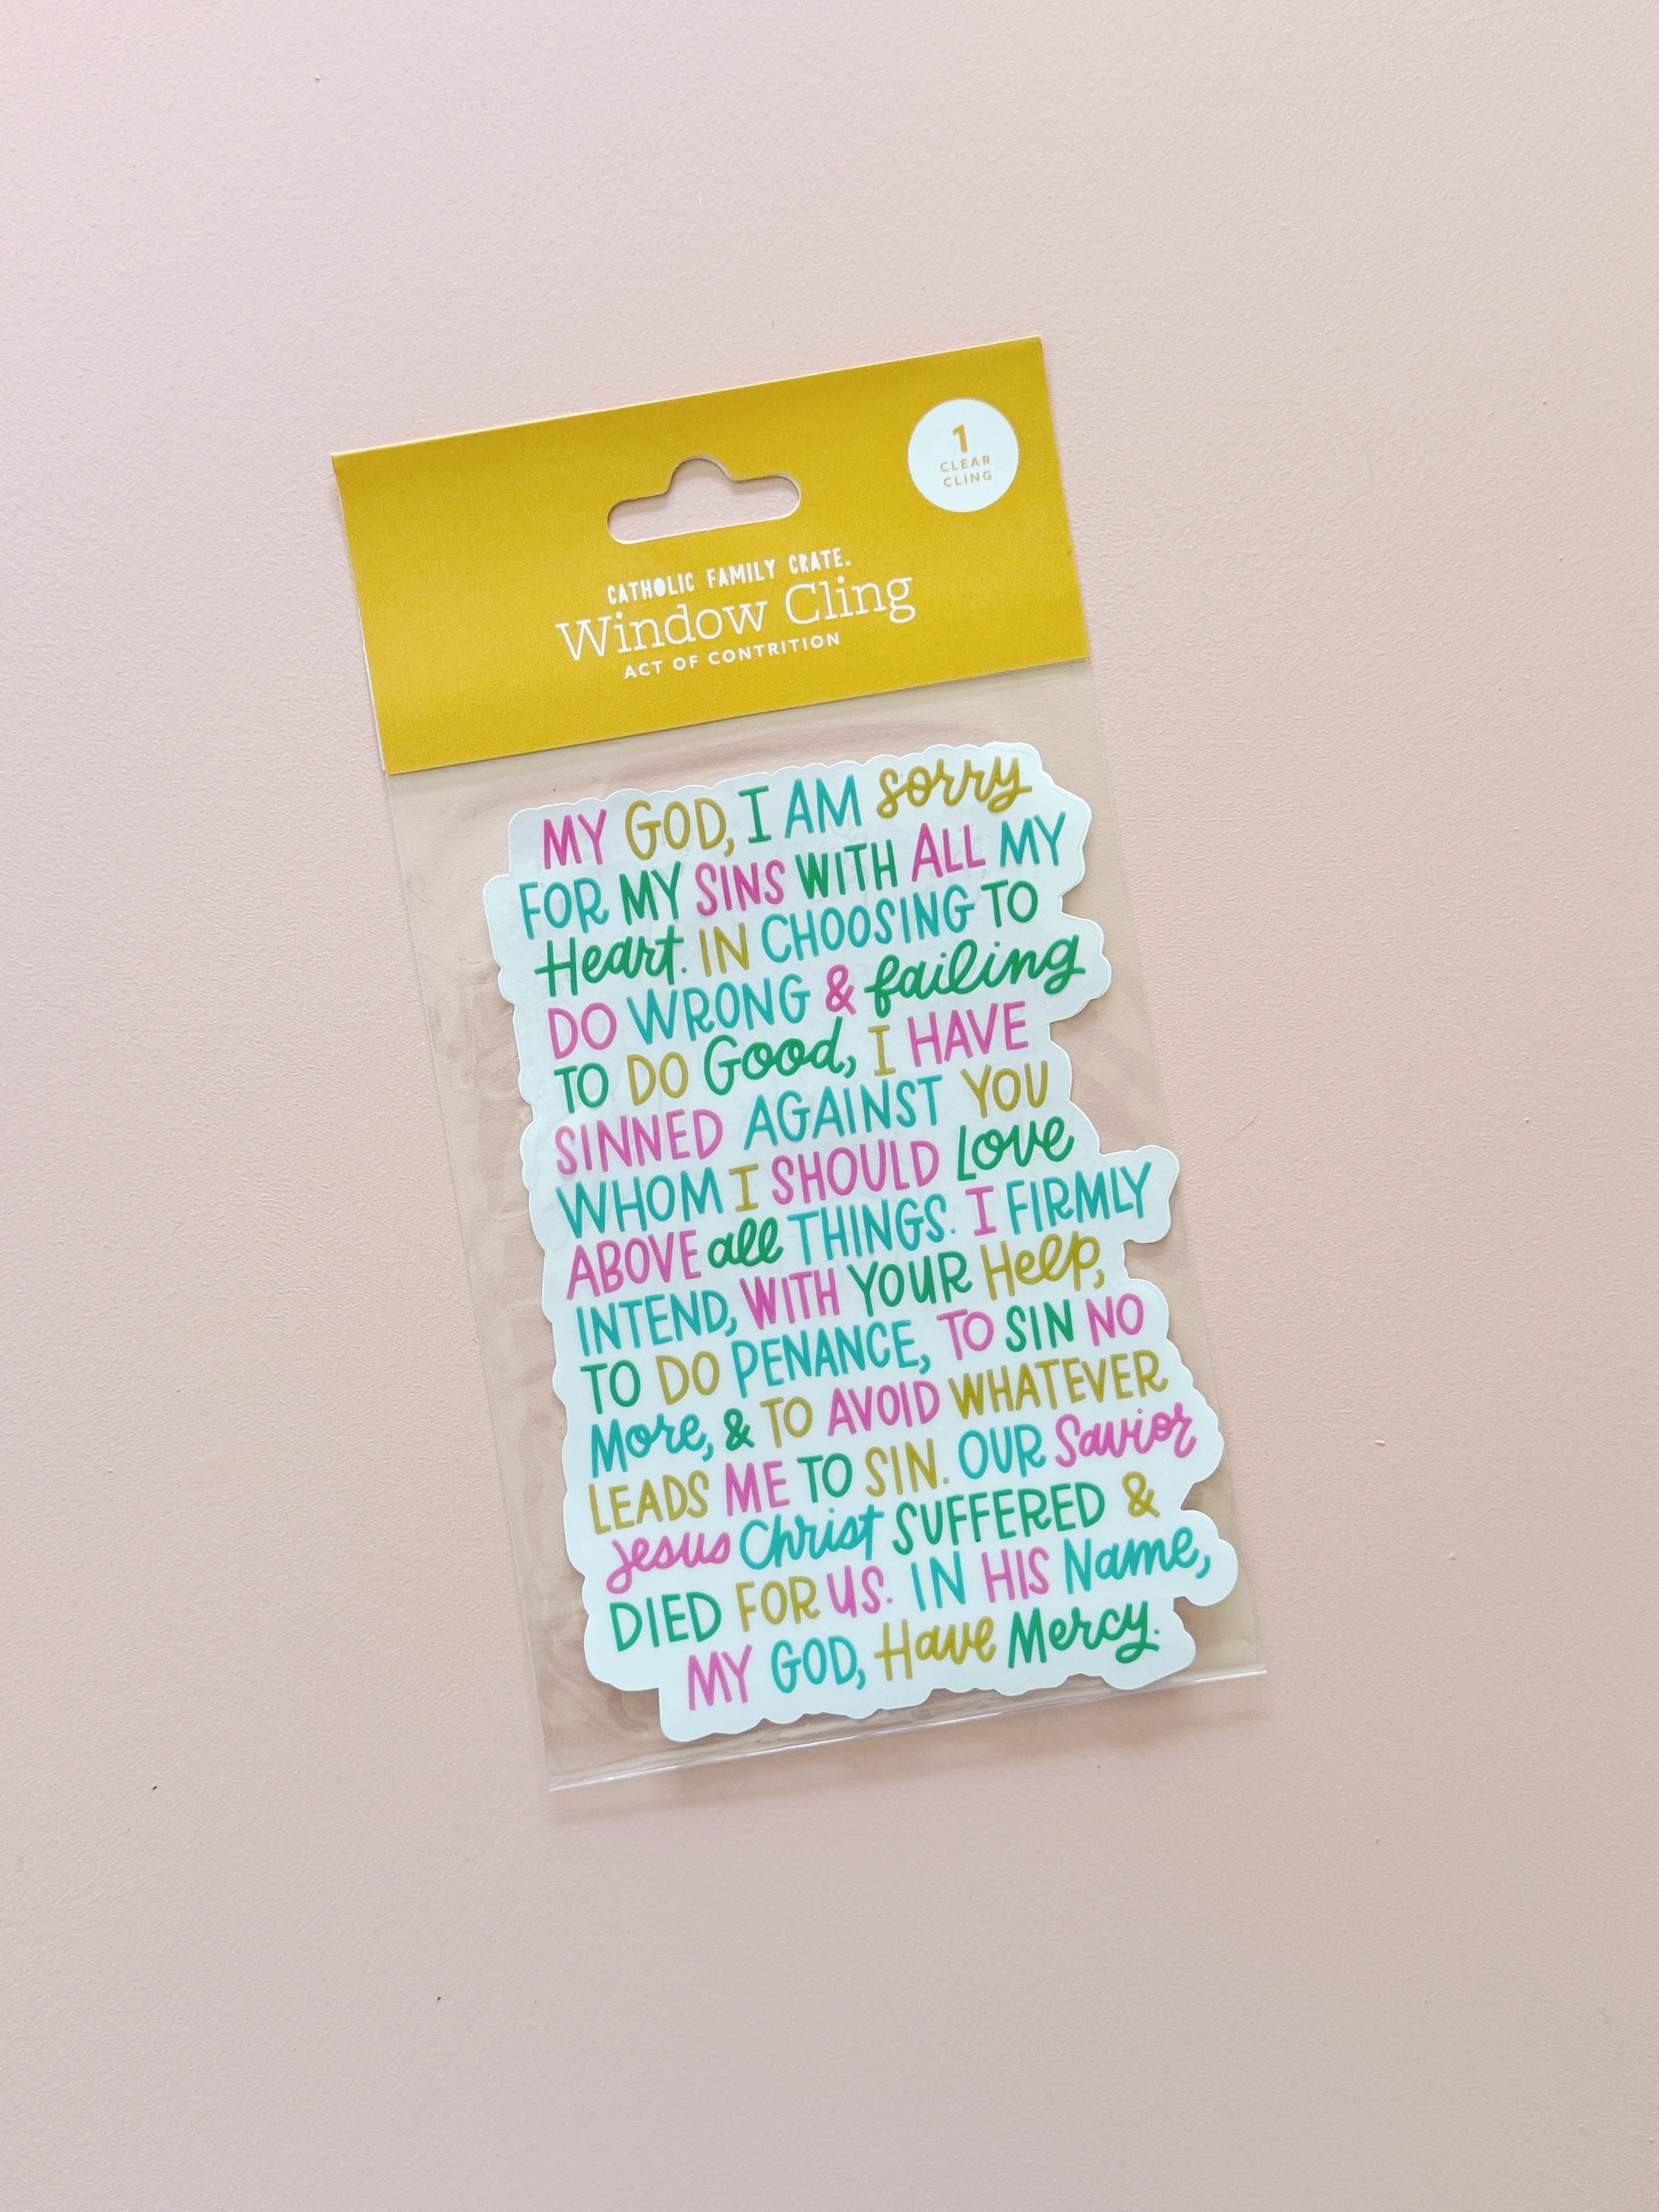 1
CLEAR
CLING
CATHOLIC FAMILY CRATE.
Window Cling
ACT OF CONTRITION
MY GOD, I AM sorry
FOR MY SINS WITH ALL MY
Heart. IN CHOOSING TO
DO WRONG & failing
TO DO Good, I HAVE
SINNED AGAINST YOU
WHOM I SHOULD LOVE
ABOVE all THINGS. I FIRMLY
INTEND, WITH YOUR Help,
TO DO PENANCE, TO SIN NO
More, & TO AVOID WHATEVER
LEADS ME TO SIN. OUR Savior
Jesus Christ SUFFERED &
DIED FOR US. IN HIS Name,
MY GOD, Have Mercy.